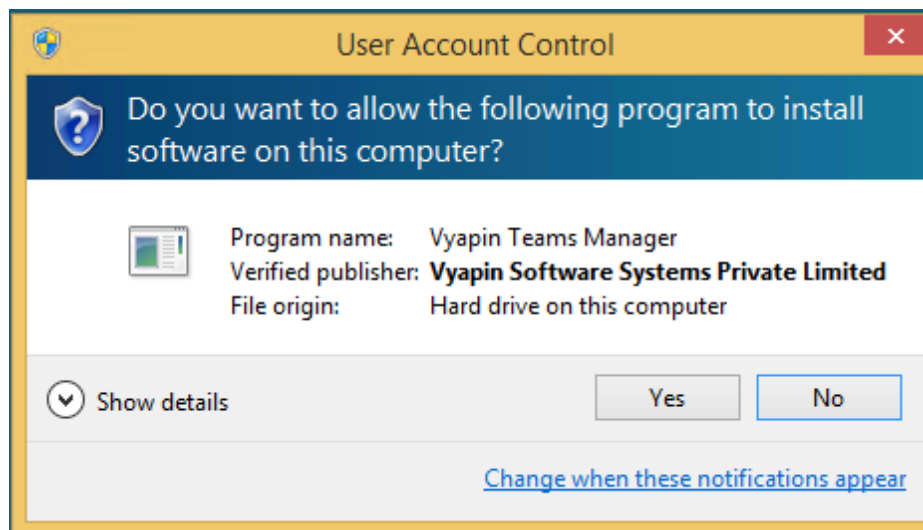 User Account Control
Do you want to allow the following program to install
software on this computer?
Program name: Vyapin Teams Manager
Verified publisher: Vyapin Software Systems Private Limited
File origin: Hard drive on this computer
Show details
Yes
No
Change when these notifications appear